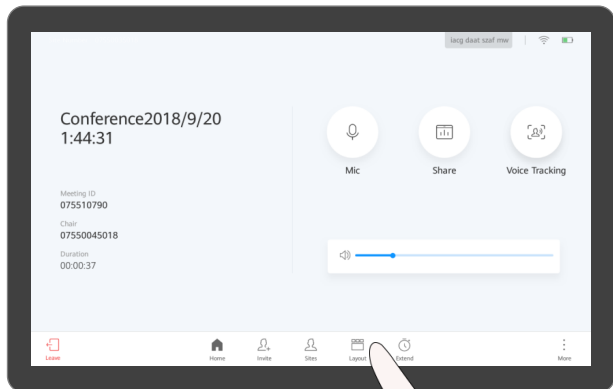 iacg daat szaf mw
Conference2018/9/20
1:44:31
Mic
Share
Voice Tracking
Meeting ID
075510790
Chair
07550045018
Duration
00:00:37
Leave
Home
Invite
Sites
Layout
Extend
More